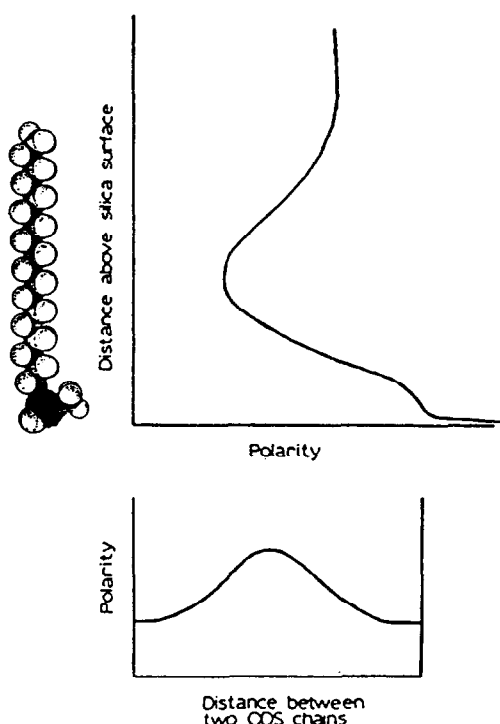 Distance above silica surface
Polarity
Polarity
Distance between
two ODS chains